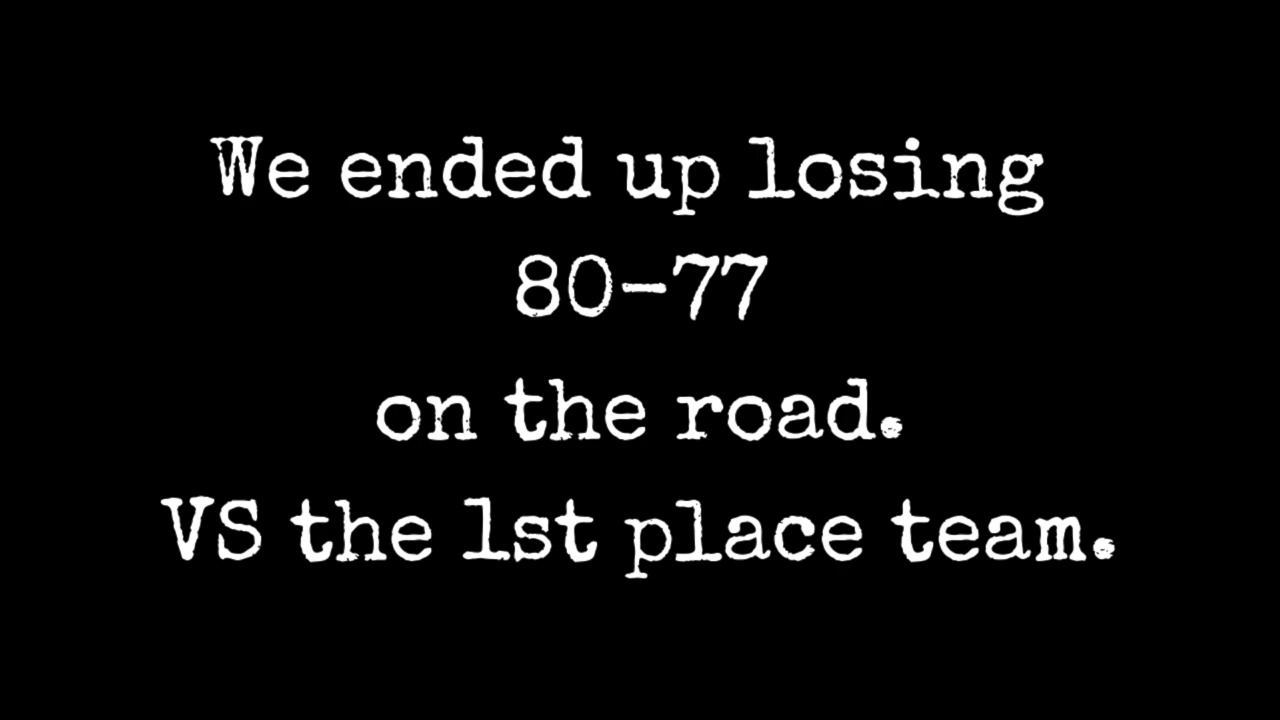 We ended up losing
80-77
on the road.
VS the 1st place team.